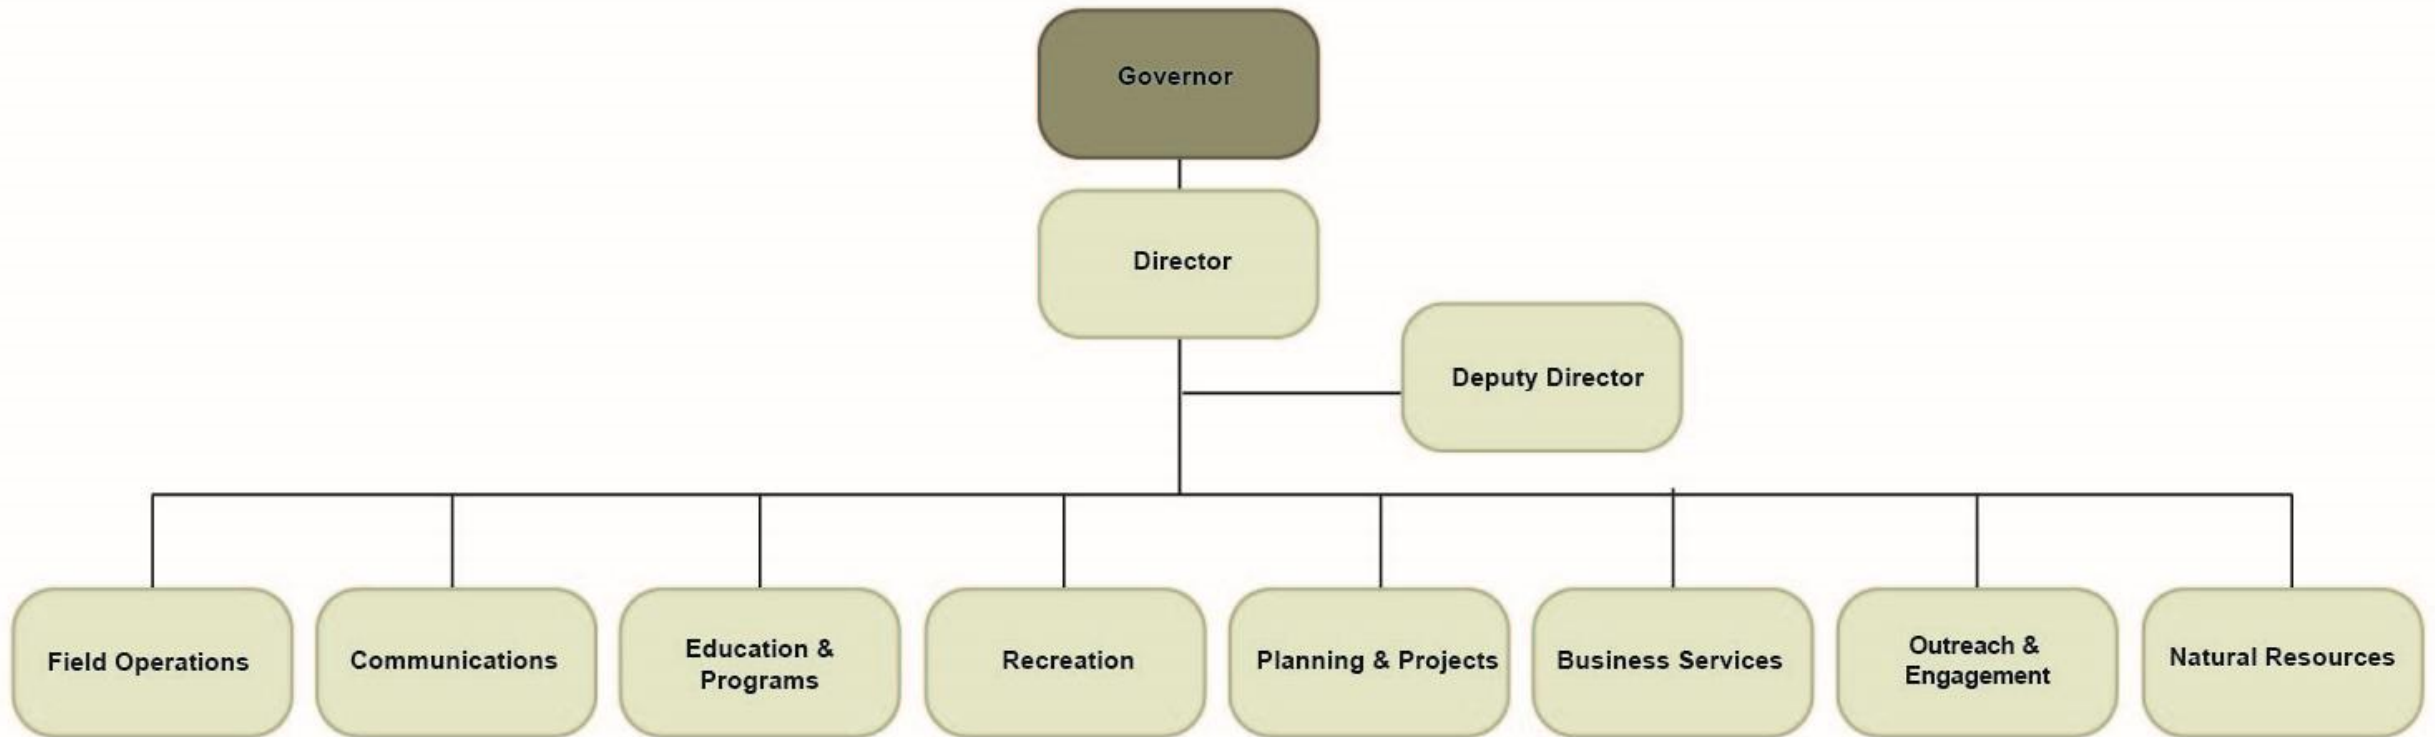 Governor
Director
Deputy Director
Field Operations
Communications
Education &
Programs
Recreation
Planning & Projects
Business Services
Outreach &
Engagement
Natural Resources